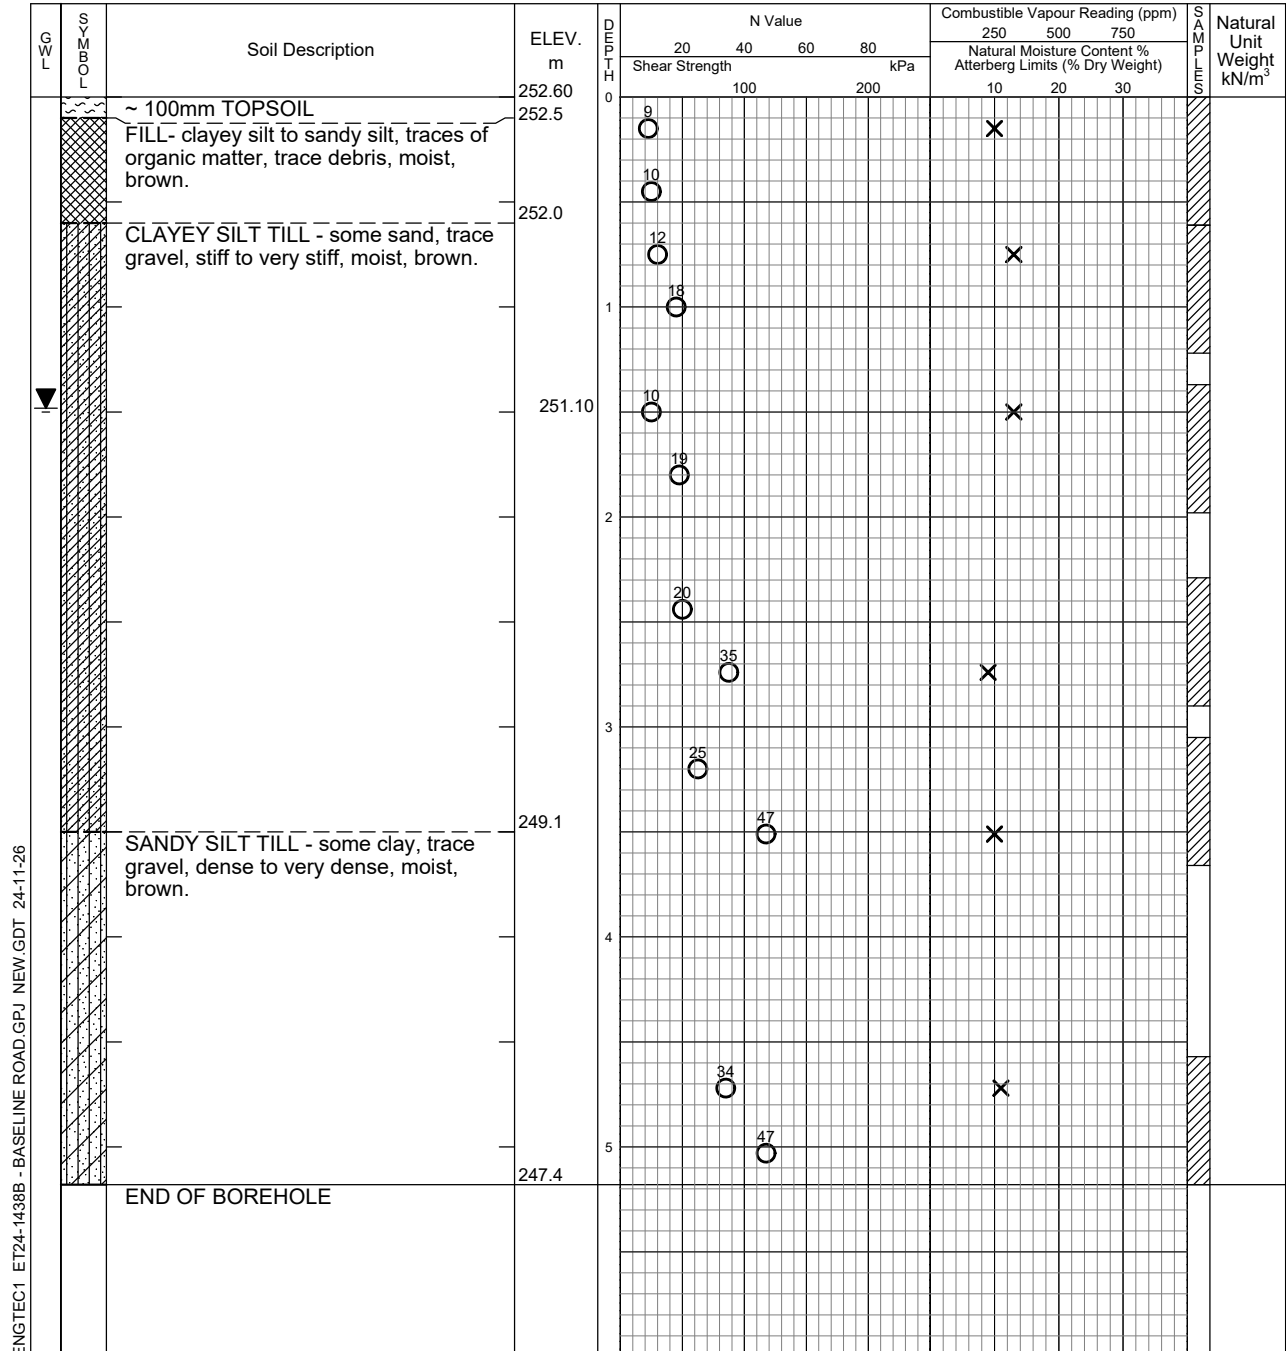 GWL
SYMBOL
Soil Description
ELEV.
m
DEPTH
N Value
20 40 60 80
Shear Strength kPa
100 200
Combustible Vapour Reading (ppm)
250 500 750
Natural Moisture Content %
Atterberg Limits (% Dry Weight)
10 20 30
SAMPLES
Natural
Unit
Weight
kN/m³
252.60
0
~ 100mm TOPSOIL
252.5
9
FILL- clayey silt to sandy silt, traces of
organic matter, trace debris, moist,
brown.
10
252.0
CLAYEY SILT TILL - some sand, trace
gravel, stiff to very stiff, moist, brown.
12
18
1
251.10
10
19
2
20
35
3
25
249.1
47
SANDY SILT TILL - some clay, trace
gravel, dense to very dense, moist,
brown.
4
34
47
5
247.4
END OF BOREHOLE
ENGTEC1 ET24-1438B - BASELINE ROAD.GPJ NEW.GDT 24-11-26